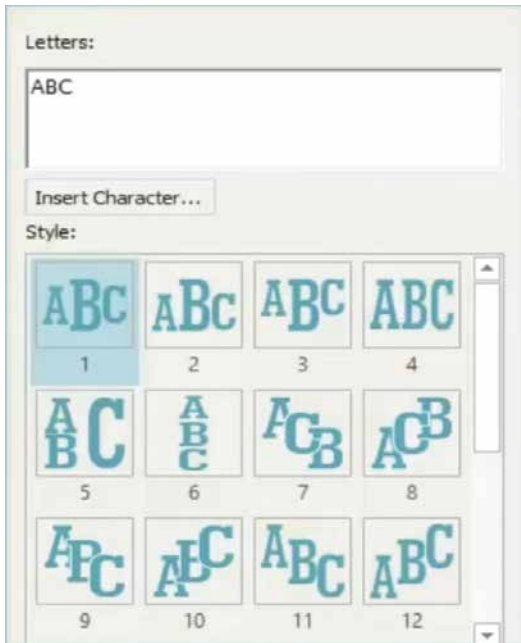 Letters:
ABC
Insert Character...
Style:
ABC ABC ABC ABC
1 2 3 4
ABC ABC ACB ACB
5 6 7 8
ABC ABC ABC ABC
9 10 11 12